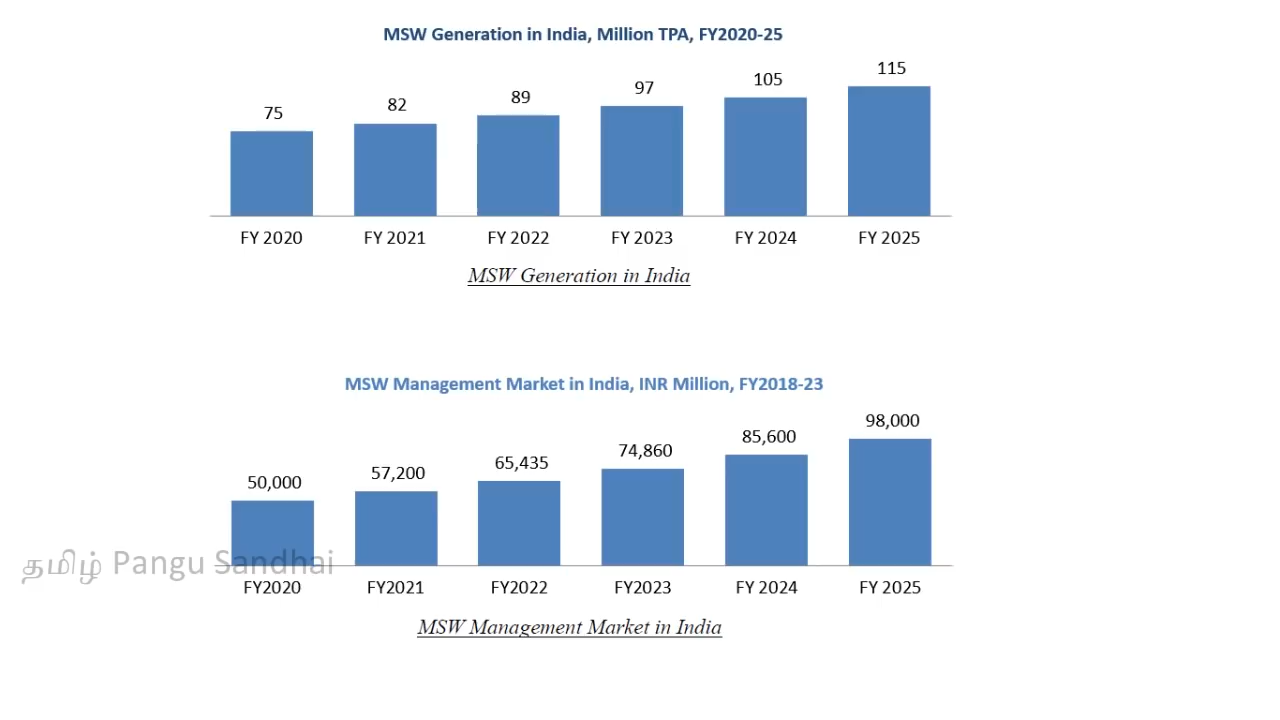 MSW Generation in India, Million TPA, FY2020-25
75 82 89 97 105 115
FY 2020 FY 2021 FY 2022 FY 2023 FY 2024 FY 2025
MSW Generation in India
MSW Management Market in India, INR Million, FY2018-23
50,000 57,200 65,435 74,860 85,600 98,000
தமிழ் Pangu Sandhai
FY2020 FY2021 FY2022 FY2023 FY 2024 FY 2025
MSW Management Market in India